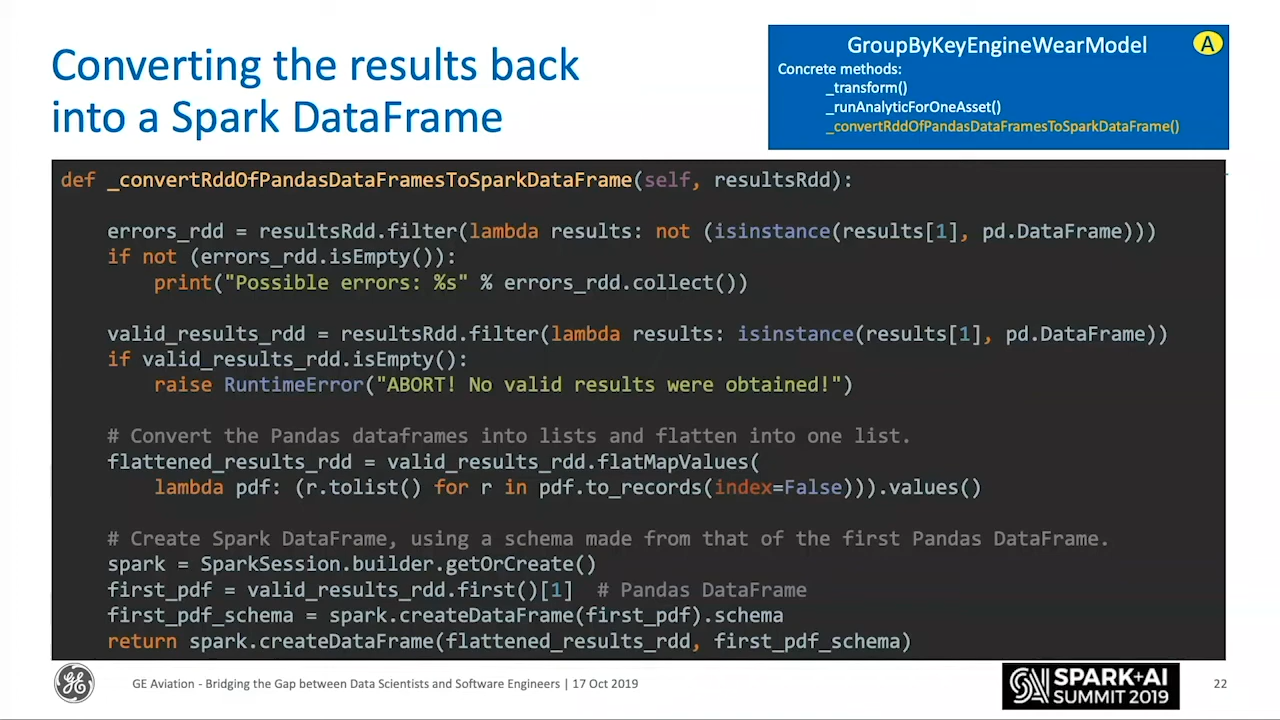 Converting the results back
into a Spark DataFrame
GroupByKeyEngineWearModel
A
Concrete methods:
_transform()
_runAnalyticForOneAsset()
_convertRddOfPandasDataFramesToSparkDataFrame()
def _convertRddOfPandasDataFramesToSparkDataFrame(self, resultsRdd):
errors_rdd = resultsRdd.filter(lambda results: not (isinstance(results[1], pd.DataFrame)))
if not (errors_rdd.isEmpty()):
print("Possible errors: %s" % errors_rdd.collect())
valid_results_rdd = resultsRdd.filter(lambda results: isinstance(results[1], pd.DataFrame))
if valid_results_rdd.isEmpty():
raise RuntimeError("ABORT! No valid results were obtained!")
# Convert the Pandas dataframes into lists and flatten into one list.
flattened_results_rdd = valid_results_rdd.flatMapValues(
lambda pdf: (r.tolist() for r in pdf.to_records(index=False))).values()
# Create Spark DataFrame, using a schema made from that of the first Pandas DataFrame.
spark = SparkSession.builder.getOrCreate()
first_pdf = valid_results_rdd.first()[1]  # Pandas DataFrame
first_pdf_schema = spark.createDataFrame(first_pdf).schema
return spark.createDataFrame(flattened_results_rdd, first_pdf_schema)
GE Aviation - Bridging the Gap between Data Scientists and Software Engineers | 17 Oct 2019
SPARK+AI
SUMMIT 2019
22